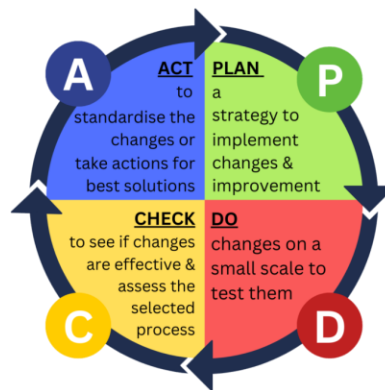 A
ACT
to
standardise the
changes or
take actions for
best solutions
P
PLAN
a
strategy to
implement
changes &
improvement
D
DO
changes on a
small scale to
test them
C
CHECK
to see if changes
are effective &
assess the
selected
process